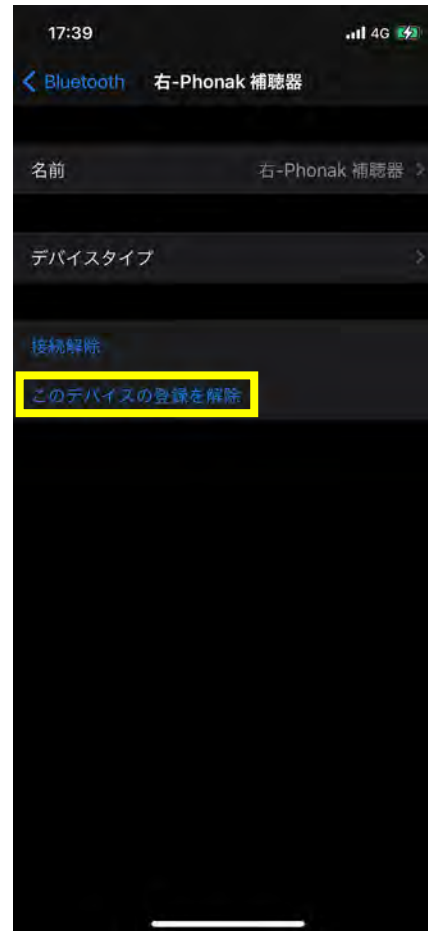 17:39
4G
Bluetooth
右-Phonak 補聴器
名前
右-Phonak 補聴器
デバイスタイプ
接続解除
このデバイスの登録を解除